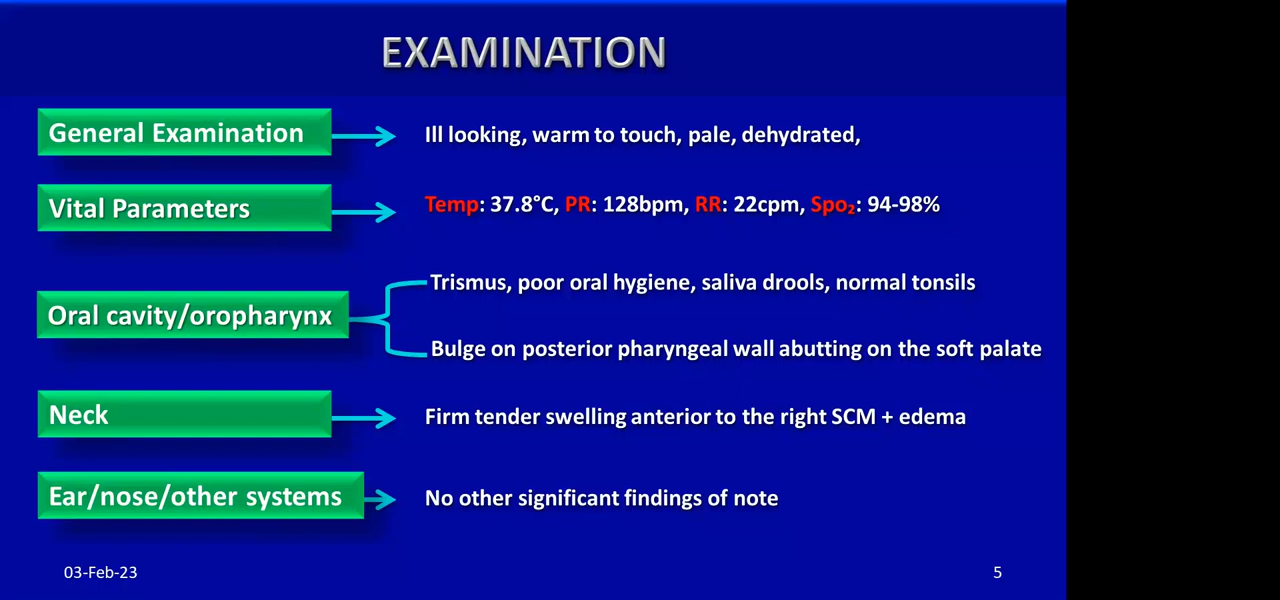 EXAMINATION
General Examination
Ill looking, warm to touch, pale, dehydrated,
Vital Parameters
Temp: 37.8°C, PR: 128bpm, RR: 22cpm, Spo₂: 94-98%
Trismus, poor oral hygiene, saliva drools, normal tonsils
Oral cavity/oropharynx
Bulge on posterior pharyngeal wall abutting on the soft palate
Neck
Firm tender swelling anterior to the right SCM + edema
Ear/nose/other systems
No other significant findings of note
03-Feb-23
5